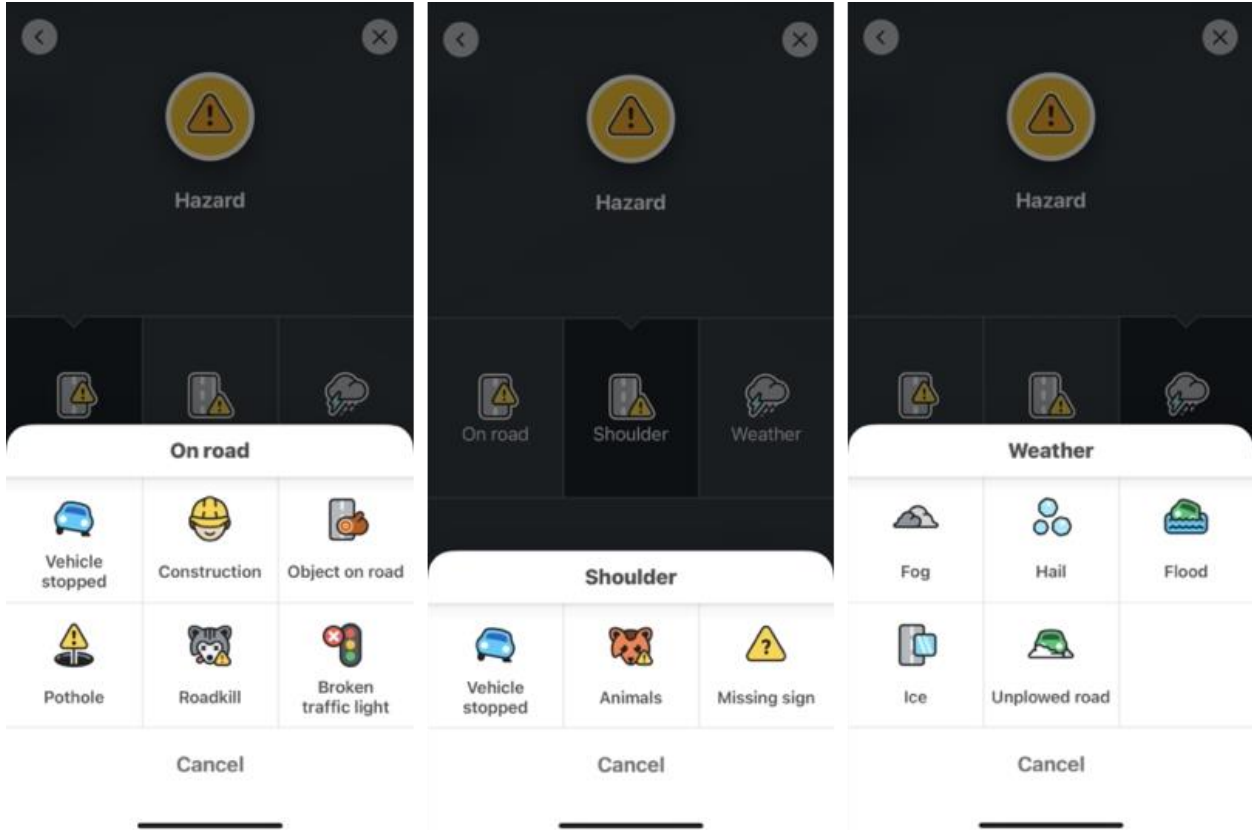 Hazard
On road
Vehicle
stopped
Construction
Object on road
Pothole
Roadkill
Broken
traffic light
Cancel
Hazard
On road
Shoulder
Weather
Shoulder
Vehicle
stopped
Animals
Missing sign
Cancel
Hazard
Weather
Fog
Hail
Flood
Ice
Unplowed road
Cancel